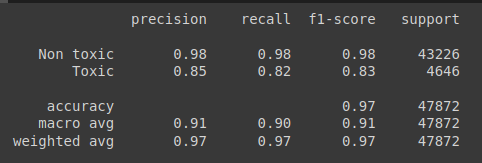 precision recall f1-score support
Non toxic 0.98 0.98 0.98 43226
Toxic 0.85 0.82 0.83 4646
accuracy 0.97 47872
macro avg 0.91 0.90 0.91 47872
weighted avg 0.97 0.97 0.97 47872